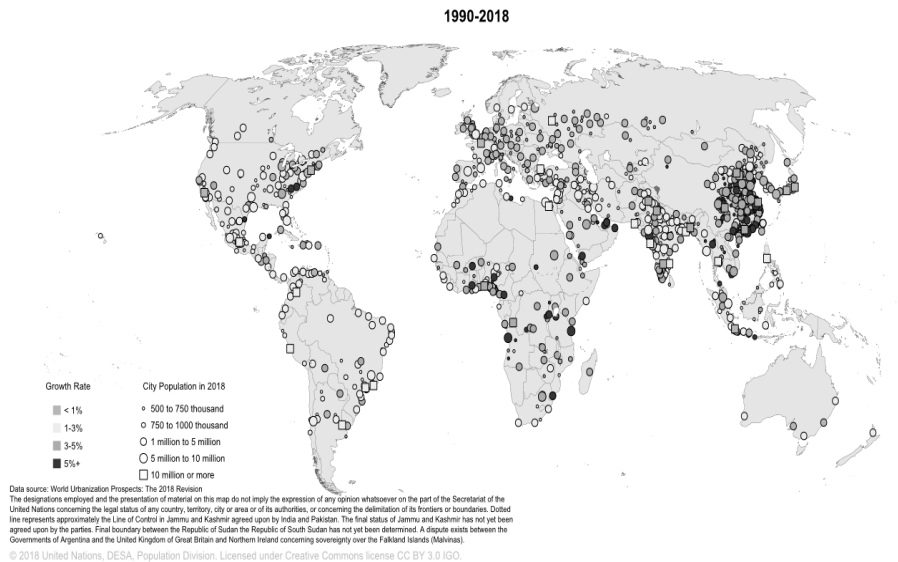 1990-2018
Growth Rate
< 1%
1-3%
3-5%
5%+
City Population in 2018
500 to 750 thousand
750 to 1000 thousand
1 million to 5 million
5 million to 10 million
10 million or more
Data source: World Urbanization Prospects: The 2018 Revision
The designations employed and the presentation of material on this map do not imply the expression of any opinion whatsoever on the part of the Secretariat of the
United Nations concerning the legal status of any country, territory, city or area or of its authorities, or concerning the delimitation of its frontiers or boundaries. Dotted
line represents approximately the Line of Control in Jammu and Kashmir agreed upon by India and Pakistan. The final status of Jammu and Kashmir has not yet been
agreed upon by the parties. Final boundary between the Republic of Sudan the Republic of South Sudan has not yet been determined. A dispute exists between the
Governments of Argentina and the United Kingdom of Great Britain and Northern Ireland concerning sovereignty over the Falkland Islands (Malvinas).
© 2018 United Nations, DESA, Population Division. Licensed under Creative Commons license CC BY 3.0 IGO.